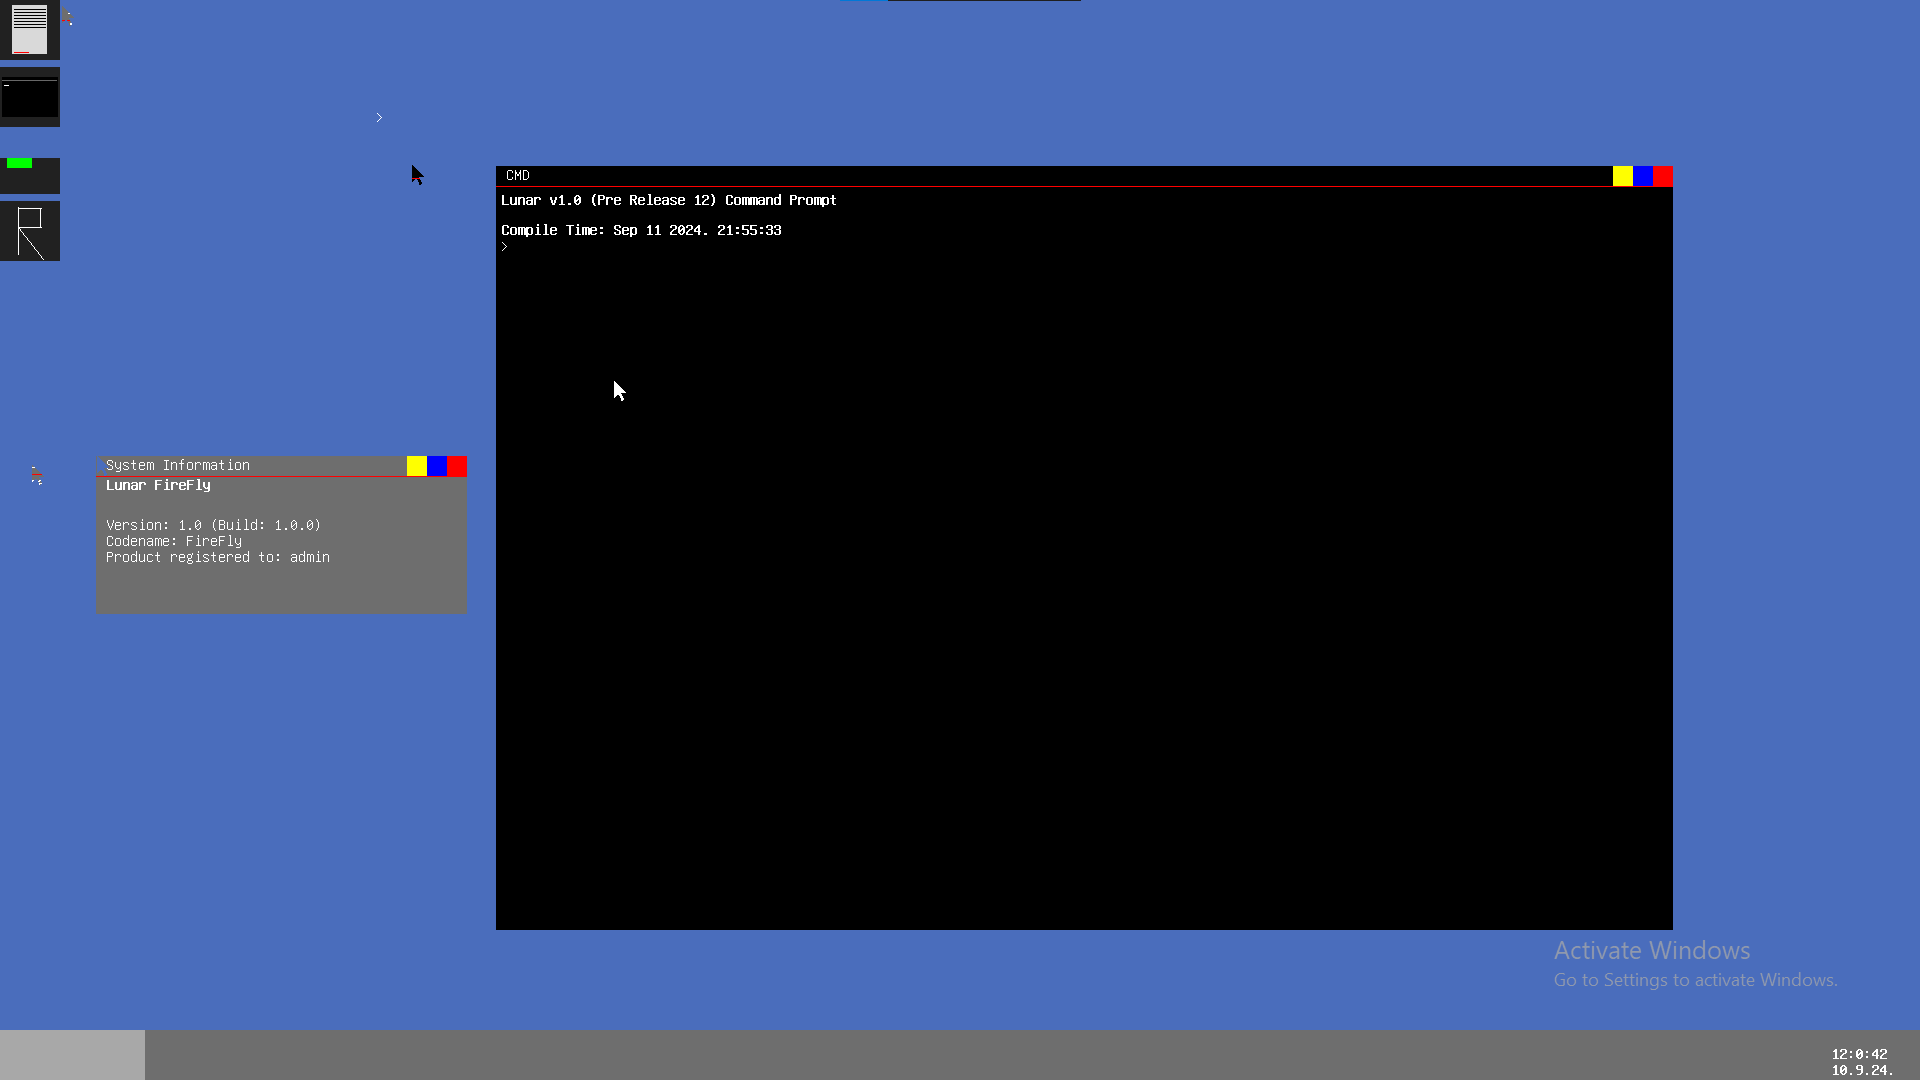 >
CMD
Lunar v1.0 (Pre Release 12) Command Prompt
Compile Time: Sep 11 2024. 21:55:33
>
System Information
Lunar FireFly
Version: 1.0 (Build: 1.0.0)
Codename: FireFly
Product registered to: admin
Activate Windows
Go to Settings to activate Windows.
12:0:42
10.9.24.